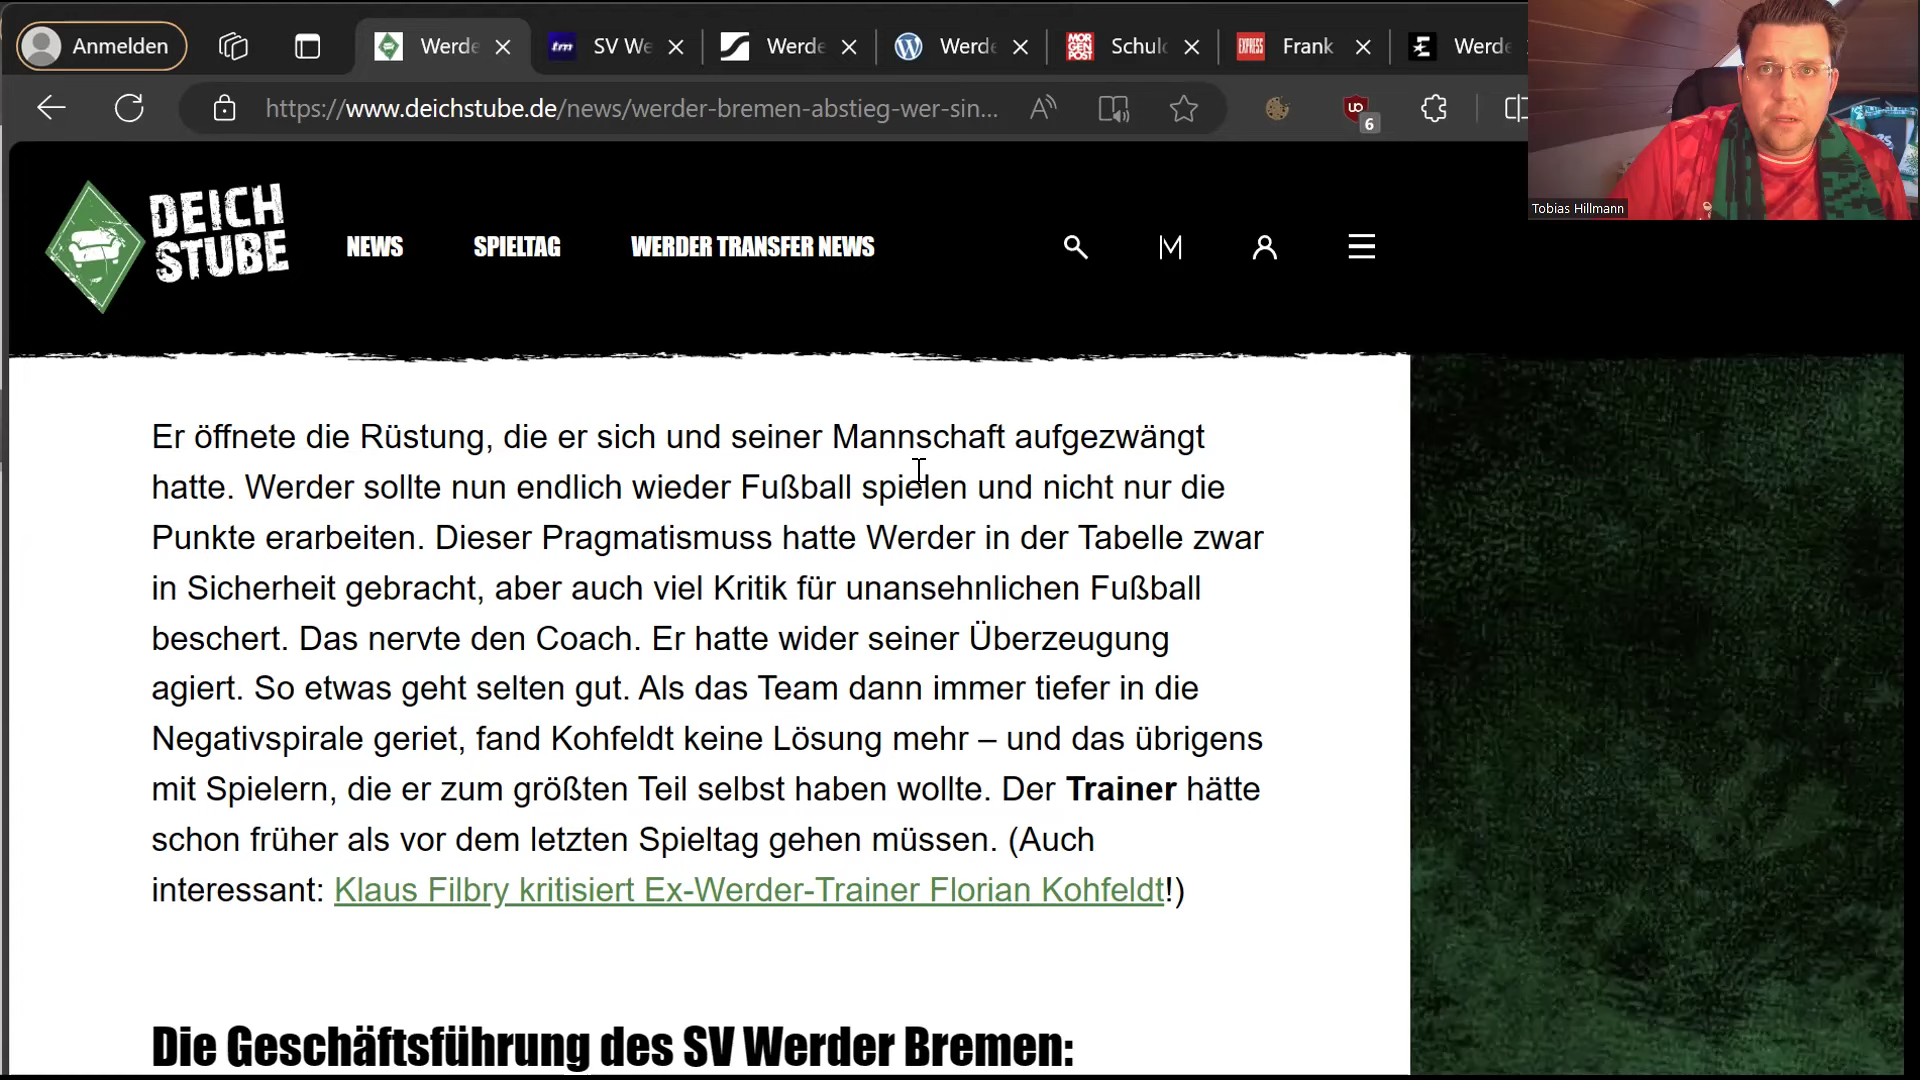 Anmelden
Werde
SV We
Werde
Werde
Schuld
Frank
Werde
https://www.deichstube.de/news/werder-bremen-abstieg-wer-sin...
6
Tobias Hillmann
DEICH
STUBE
NEWS
SPIELTAG
WERDER TRANSFER NEWS
Er öffnete die Rüstung, die er sich und seiner Mannschaft aufgezwängt
hatte. Werder sollte nun endlich wieder Fußball spielen und nicht nur die
Punkte erarbeiten. Dieser Pragmatismuss hatte Werder in der Tabelle zwar
in Sicherheit gebracht, aber auch viel Kritik für unansehnlichen Fußball
beschert. Das nervte den Coach. Er hatte wider seiner Überzeugung
agiert. So etwas geht selten gut. Als das Team dann immer tiefer in die
Negativspirale geriet, fand Kohfeldt keine Lösung mehr – und das übrigens
mit Spielern, die er zum größten Teil selbst haben wollte. Der Trainer hätte
schon früher als vor dem letzten Spieltag gehen müssen. (Auch
interessant: Klaus Filbry kritisiert Ex-Werder-Trainer Florian Kohfeldt!)
Die Geschäftsführung des SV Werder Bremen: